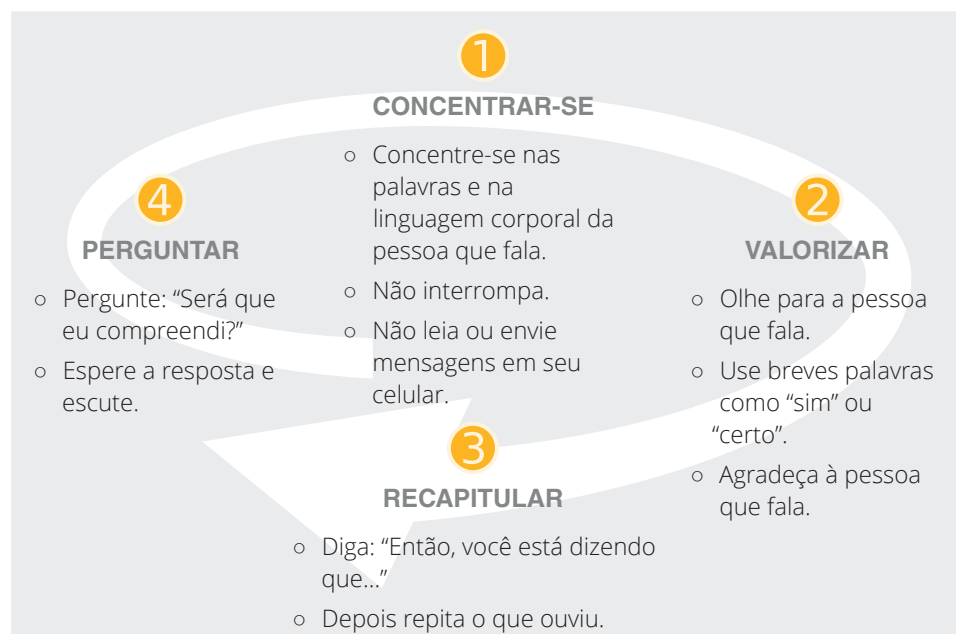 1
CONCENTRAR-SE
○ Concentre-se nas
palavras e na
linguagem corporal da
pessoa que fala.
○ Não interrompa.
○ Não leia ou envie
mensagens em seu
celular.
2
VALORIZAR
○ Olhe para a pessoa
que fala.
○ Use breves palavras
como “sim” ou
“certo”.
○ Agradeça à pessoa
que fala.
3
RECAPITULAR
○ Diga: “Então, você está dizendo
que...”
○ Depois repita o que ouviu.
4
PERGUNTAR
○ Pergunte: “Será que
eu compreendi?”
○ Espere a resposta e
escute.